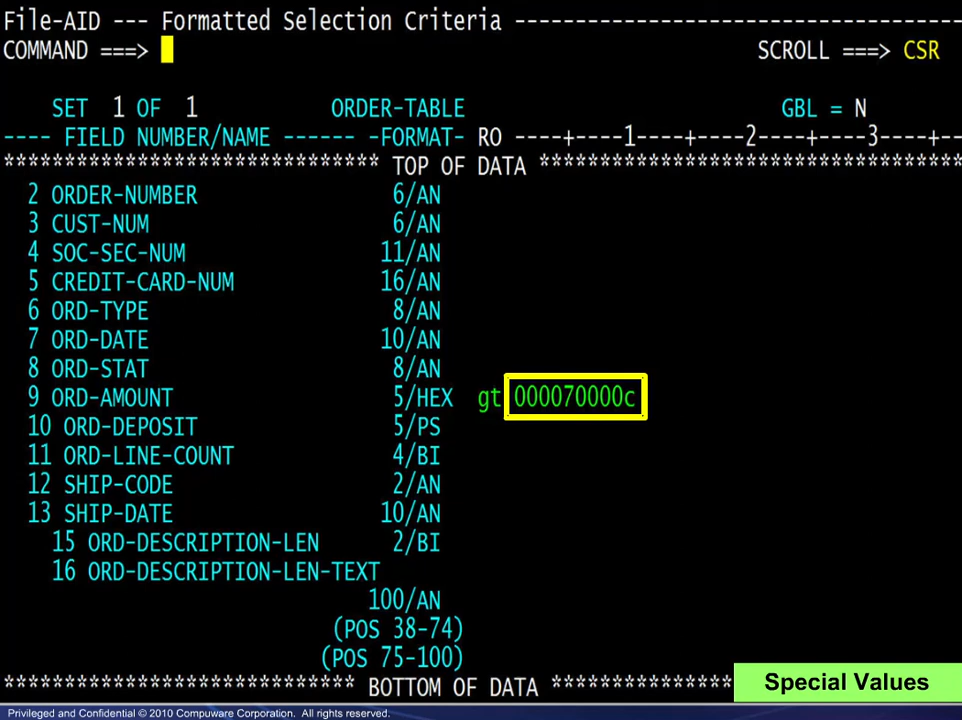 File-AID --- Formatted Selection Criteria -------------------------------------
COMMAND ===> SCROLL ===> CSR
SET 1 OF 1 ORDER-TABLE GBL = N
---- FIELD NUMBER/NAME ------ -FORMAT- RO ----+----1----+----2----+----3----+--
******************************* TOP OF DATA ***********************************
2 ORDER-NUMBER 6/AN
3 CUST-NUM 6/AN
4 SOC-SEC-NUM 11/AN
5 CREDIT-CARD-NUM 16/AN
6 ORD-TYPE 8/AN
7 ORD-DATE 10/AN
8 ORD-STAT 8/AN
9 ORD-AMOUNT 5/HEX gt 000070000c
10 ORD-DEPOSIT 5/PS
11 ORD-LINE-COUNT 4/BI
12 SHIP-CODE 2/AN
13 SHIP-DATE 10/AN
15 ORD-DESCRIPTION-LEN 2/BI
16 ORD-DESCRIPTION-LEN-TEXT
100/AN
(POS 38-74)
(POS 75-100)
***************************** BOTTOM OF DATA ***************
Special Values
Privileged and Confidential © 2010 Compuware Corporation. All rights reserved.